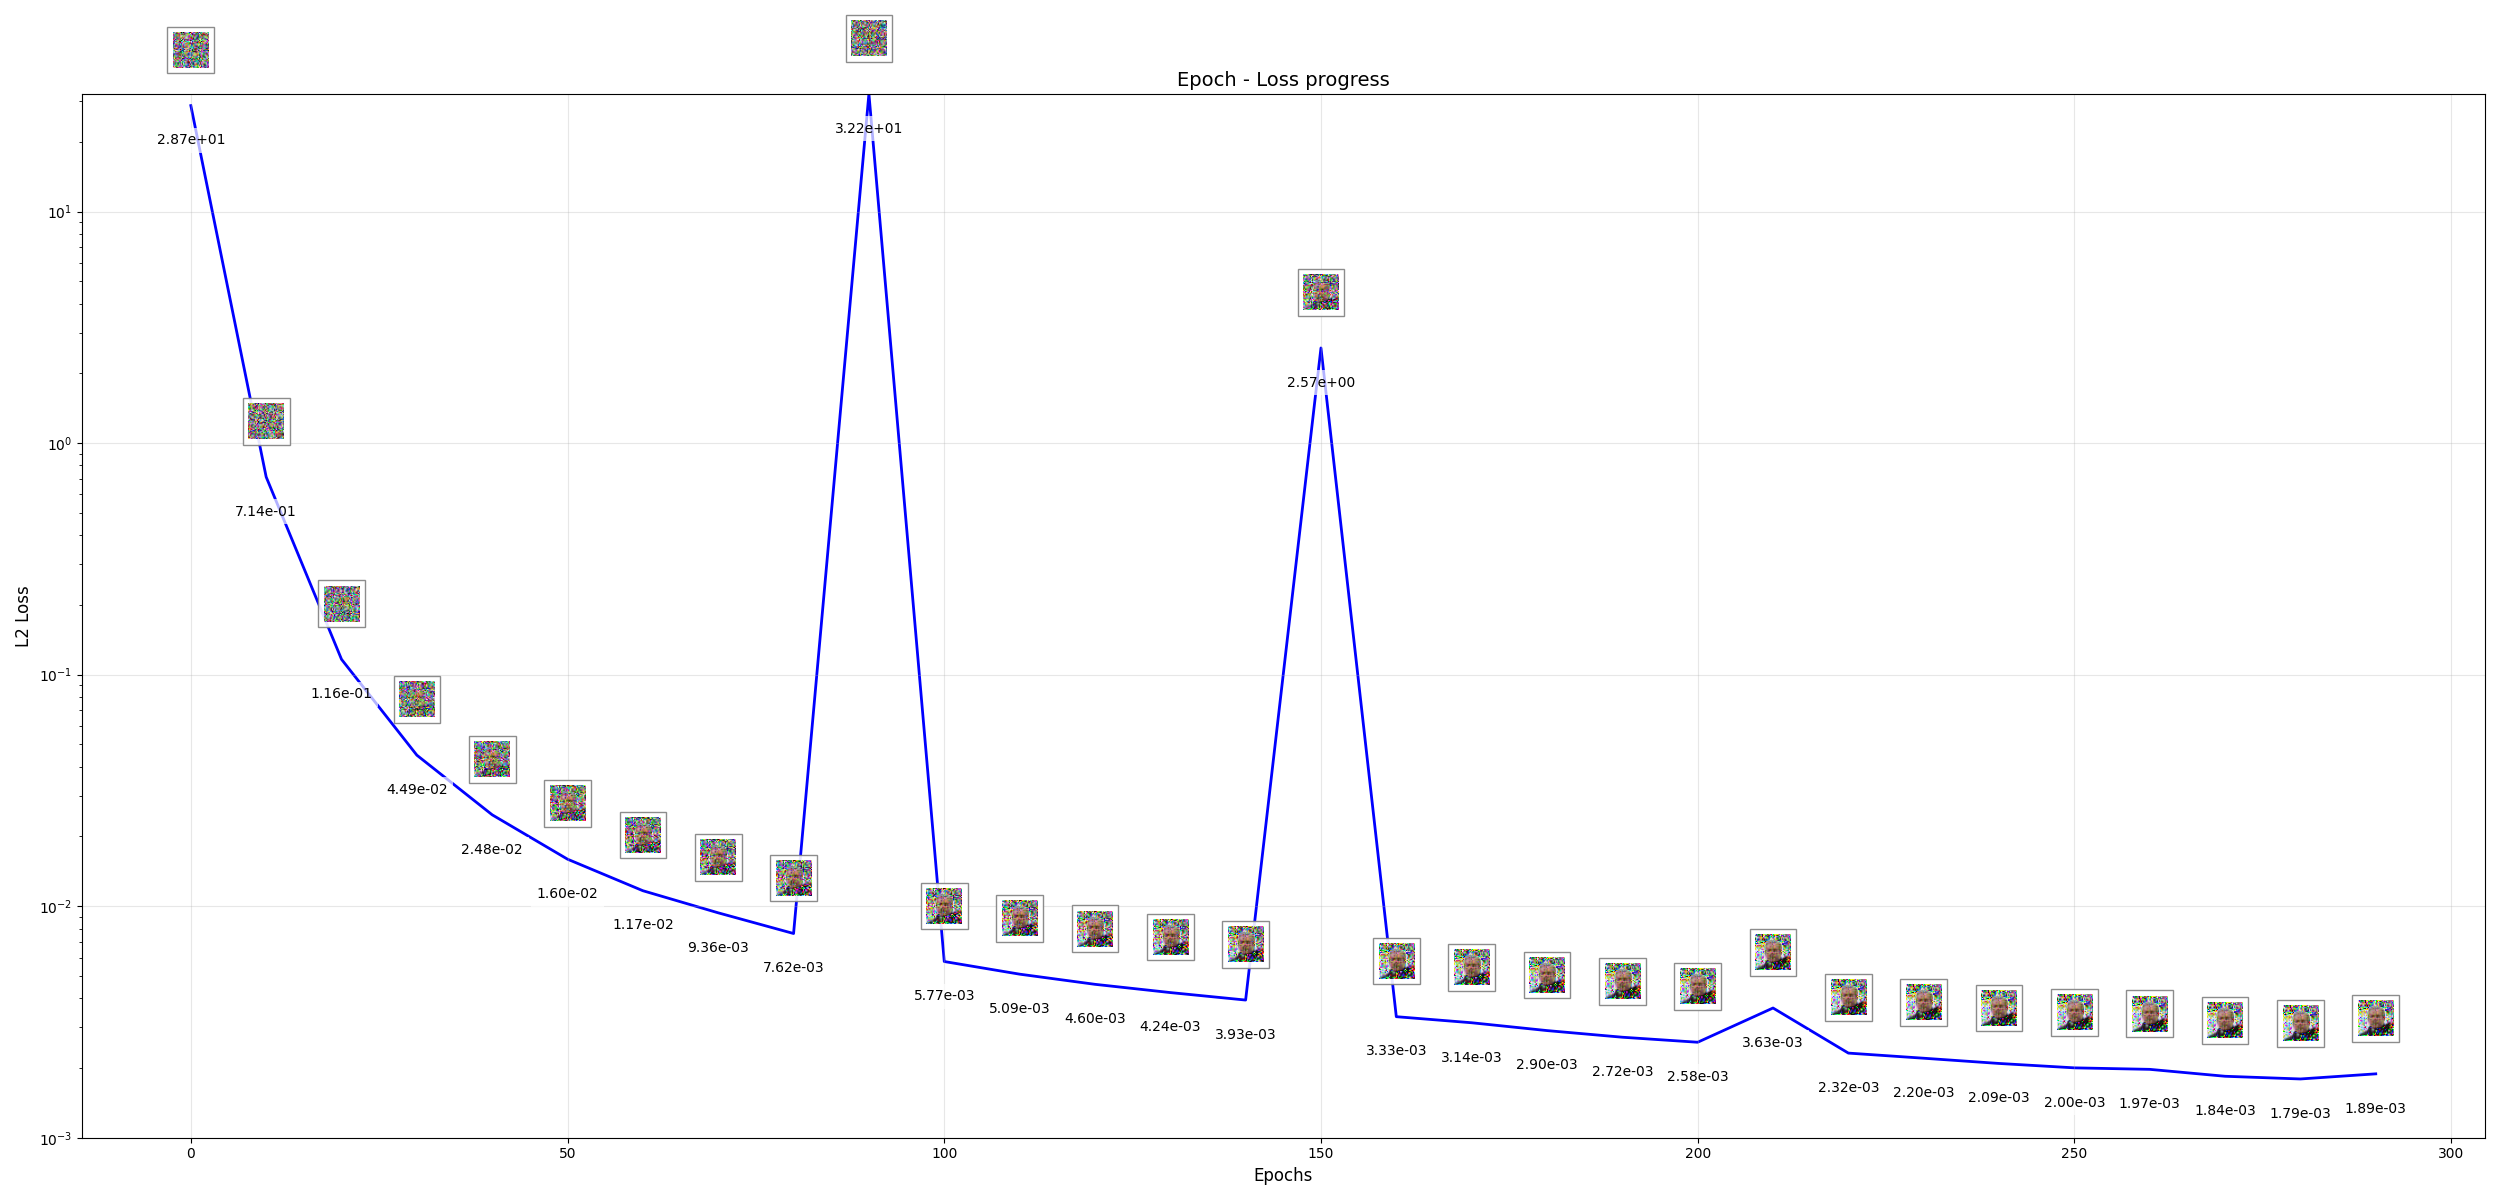 Epoch - Loss progress
L2 Loss
10¹
10⁰
10⁻¹
10⁻²
10⁻³
2.87e+01
7.14e-01
1.16e-01
4.49e-02
2.48e-02
1.60e-02
1.17e-02
9.36e-03
7.62e-03
3.22e+01
5.77e-03
5.09e-03
4.60e-03
4.24e-03
3.93e-03
2.57e+00
3.33e-03
3.14e-03
2.90e-03
2.72e-03
2.58e-03
3.63e-03
2.32e-03
2.20e-03
2.09e-03
2.00e-03
1.97e-03
1.84e-03
1.79e-03
1.89e-03
0 50 100 150 200 250 300
Epochs